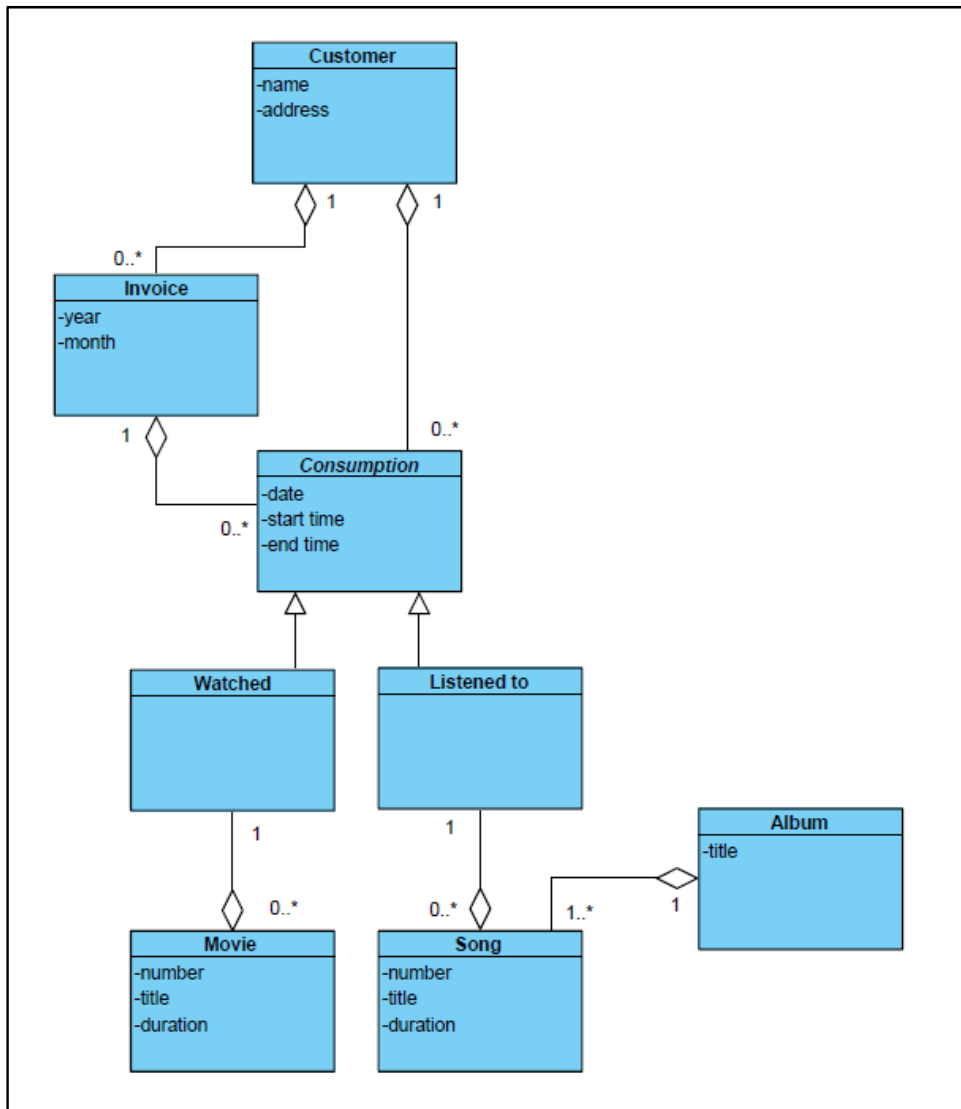 Customer
-name
-address
1
1
0..*
Invoice
-year
-month
1
0..*
0..*
Consumption
-date
-start time
-end time
Watched
Listened to
1
1
Album
-title
0..*
0..*
1..*
1
Movie
-number
-title
-duration
Song
-number
-title
-duration